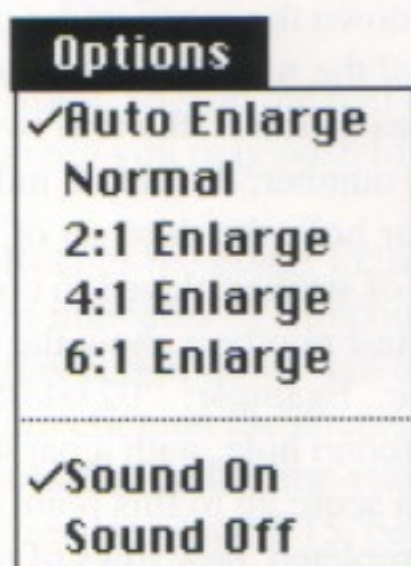 Options
✓Auto Enlarge
Normal
2:1 Enlarge
4:1 Enlarge
6:1 Enlarge
✓Sound On
Sound Off